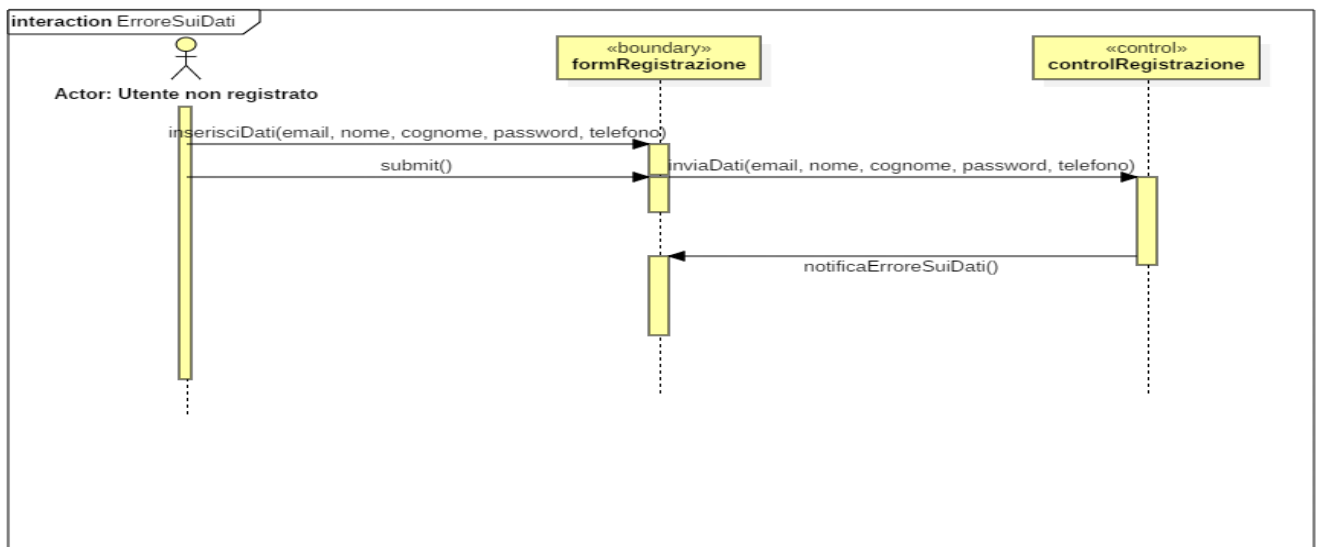 interaction ErroreSuiDati
«boundary»
formRegistrazione
«control»
controlRegistrazione
Actor: Utente non registrato
inserisciDati(email, nome, cognome, password, telefono)
submit()
inviaDati(email, nome, cognome, password, telefono)
notificaErroreSuiDati()